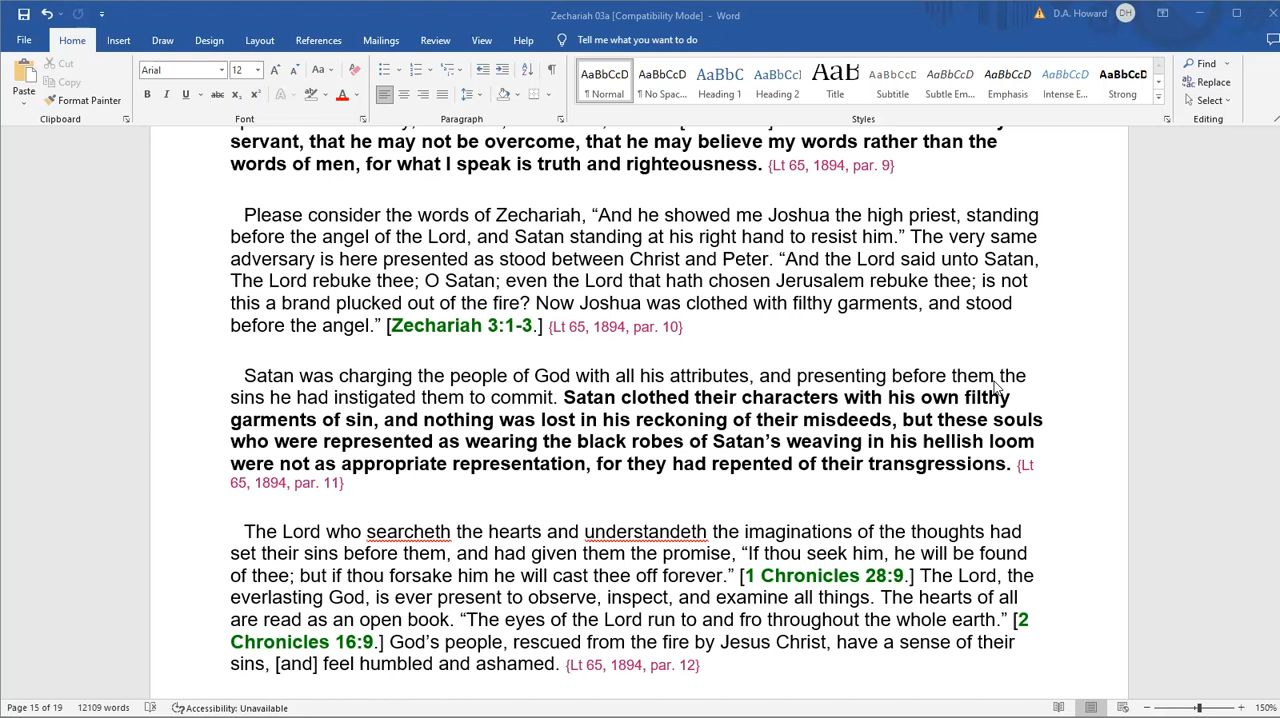 Zechariah 03a [Compatibility Mode] - Word
D.A. Howard DH
File Home Insert Draw Design Layout References Mailings Review View Help Tell me what you want to do
Paste
Cut
Copy
Format Painter
Clipboard
Arial 12
Font
Paragraph
AaBbCcD Normal
AaBbCcD No Spac...
AaBbC Heading 1
AaBbCcL Heading 2
AaB Title
AaBbCcD Subtitle
AaBbCcD Subtle Em...
AaBbCcD Emphasis
AaBbCcD Intense E...
AaBbCcD Strong
Styles
Find
Replace
Select
Editing
servant, that he may not be overcome, that he may believe my words rather than the
words of men, for what I speak is truth and righteousness. {Lt 65, 1894, par. 9}
Please consider the words of Zechariah, “And he showed me Joshua the high priest, standing
before the angel of the Lord, and Satan standing at his right hand to resist him.” The very same
adversary is here presented as stood between Christ and Peter. “And the Lord said unto Satan,
The Lord rebuke thee; O Satan; even the Lord that hath chosen Jerusalem rebuke thee; is not
this a brand plucked out of the fire? Now Joshua was clothed with filthy garments, and stood
before the angel.” [Zechariah 3:1-3.] {Lt 65, 1894, par. 10}
Satan was charging the people of God with all his attributes, and presenting before them the
sins he had instigated them to commit. Satan clothed their characters with his own filthy
garments of sin, and nothing was lost in his reckoning of their misdeeds, but these souls
who were represented as wearing the black robes of Satan’s weaving in his hellish loom
were not as appropriate representation, for they had repented of their transgressions. {Lt
65, 1894, par. 11}
The Lord who searcheth the hearts and understandeth the imaginations of the thoughts had
set their sins before them, and had given them the promise, “If thou seek him, he will be found
of thee; but if thou forsake him he will cast thee off forever.” [1 Chronicles 28:9.] The Lord, the
everlasting God, is ever present to observe, inspect, and examine all things. The hearts of all
are read as an open book. “The eyes of the Lord run to and fro throughout the whole earth.” [2
Chronicles 16:9.] God’s people, rescued from the fire by Jesus Christ, have a sense of their
sins, [and] feel humbled and ashamed. {Lt 65, 1894, par. 12}
Page 15 of 19 12109 words Accessibility: Unavailable 150%